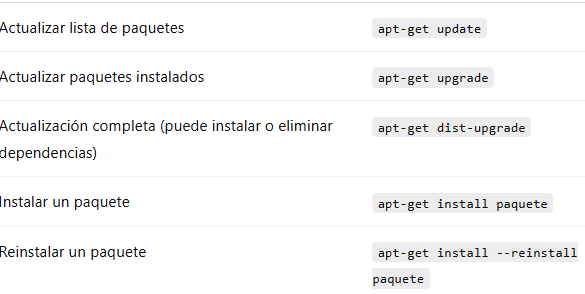 Actualizar lista de paquetes apt-get update
Actualizar paquetes instalados apt-get upgrade
Actualización completa (puede instalar o eliminar apt-get dist-upgrade
dependencias)
Instalar un paquete apt-get install paquete
Reinstalar un paquete apt-get install --reinstall
paquete